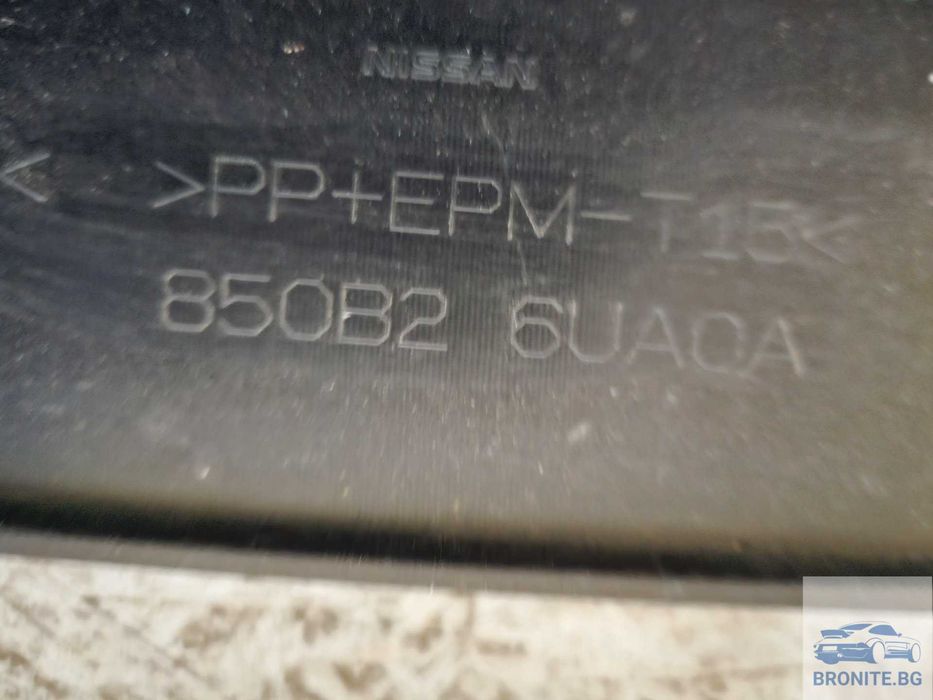 NISSAN
< >PP+EPM-T15<
850B2 6UA0A
BRONITE.BG